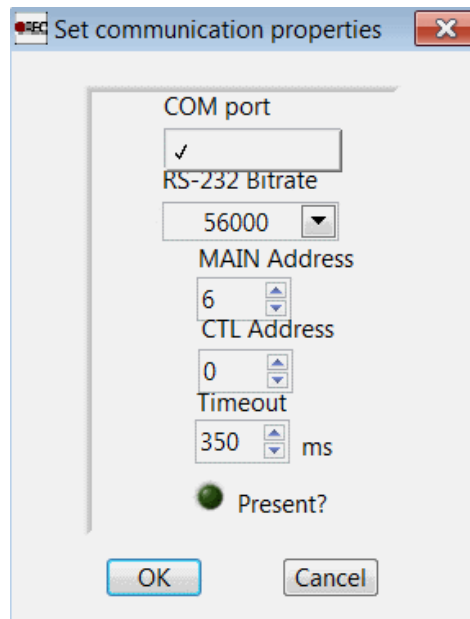 REC Set communication properties
COM port
✓
RS-232 Bitrate
56000
MAIN Address
6
CTL Address
0
Timeout
350 ms
Present?
OK Cancel